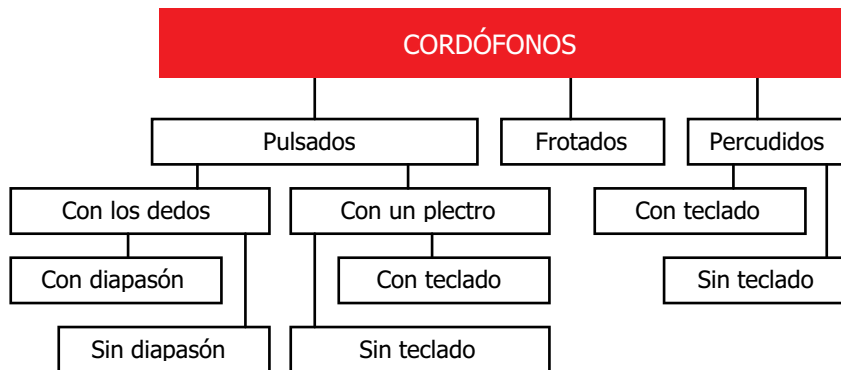 CORDÓFONOS
Pulsados
Frotados
Percudidos
Con los dedos
Con un plectro
Con teclado
Con diapasón
Con teclado
Sin teclado
Sin diapasón
Sin teclado